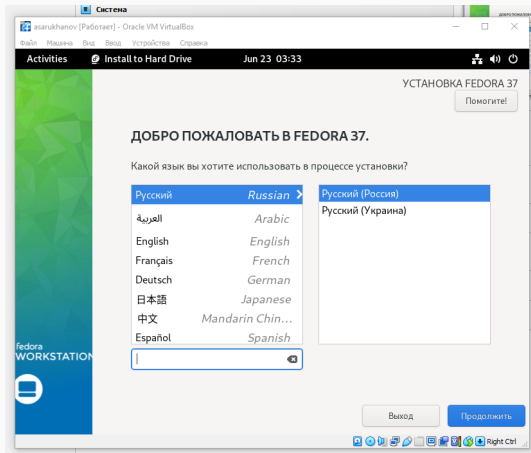 Система
asarukhanov [Работает] - Oracle VM VirtualBox
Файл Машина Вид Ввод Устройства Справка
Activities Install to Hard Drive Jun 23 03:33
УСТАНОВКА FEDORA 37
Помогите!
ДОБРО ПОЖАЛОВАТЬ В FEDORA 37.
Какой язык вы хотите использовать в процессе установки?
Русский Russian Русский (Россия)
العربية Arabic Русский (Украина)
English English
Français French
Deutsch German
日本語 Japanese
中文 Mandarin Chin...
Español Spanish
fedora
WORKSTATION
Выход Продолжить
Right Ctrl